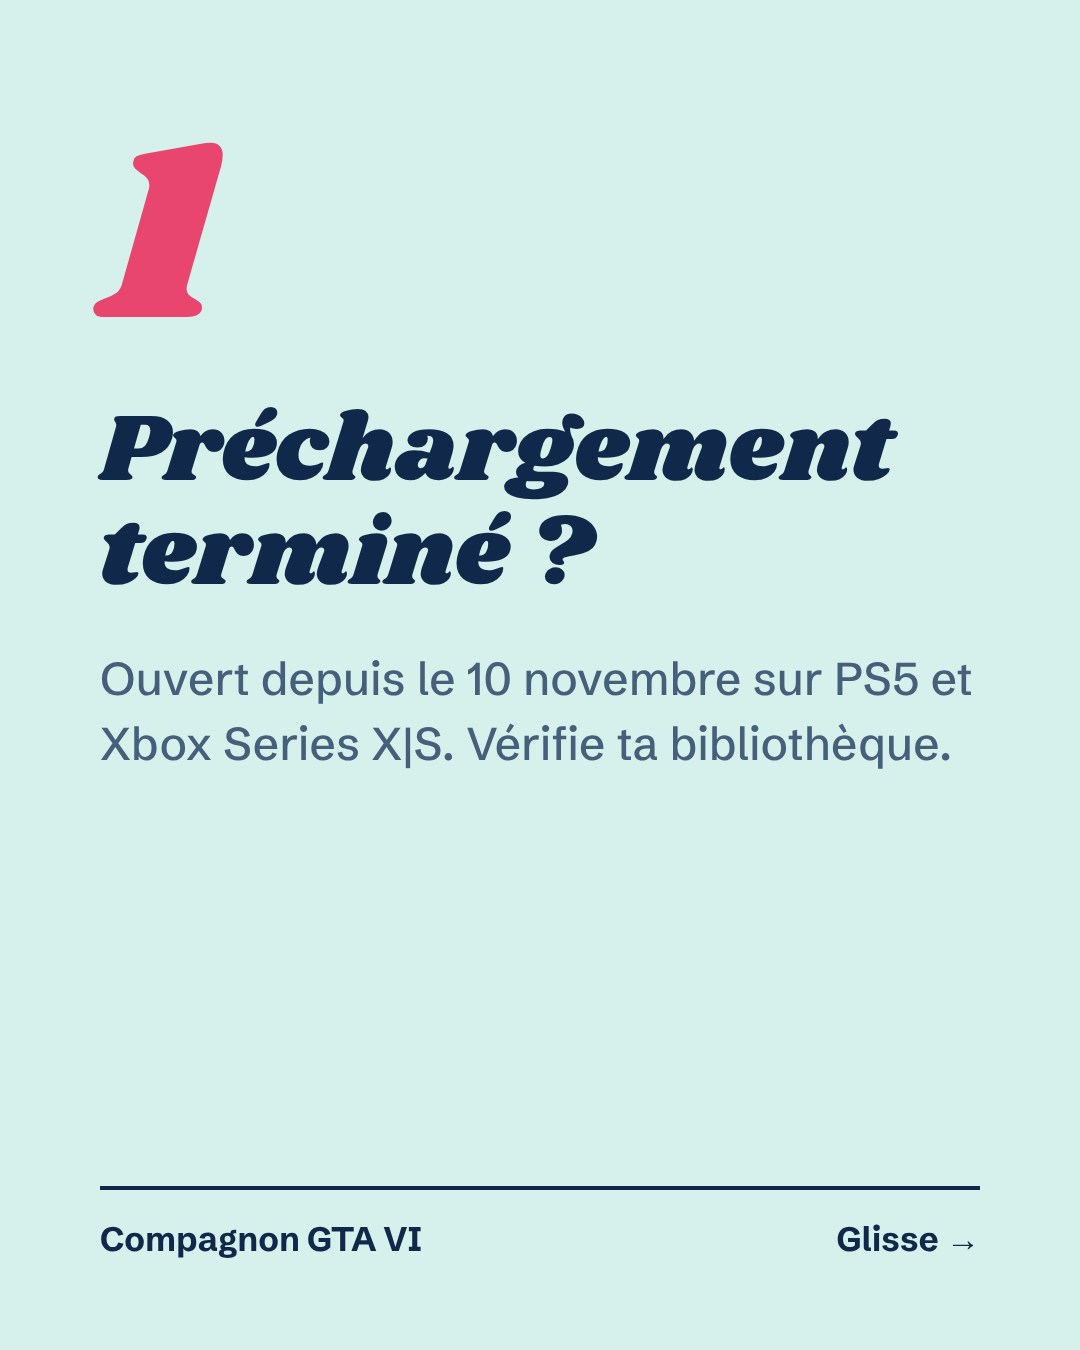 1
Préchargement
terminé ?
Ouvert depuis le 10 novembre sur PS5 et
Xbox Series X|S. Vérifie ta bibliothèque.
Compagnon GTA VI
Glisse →